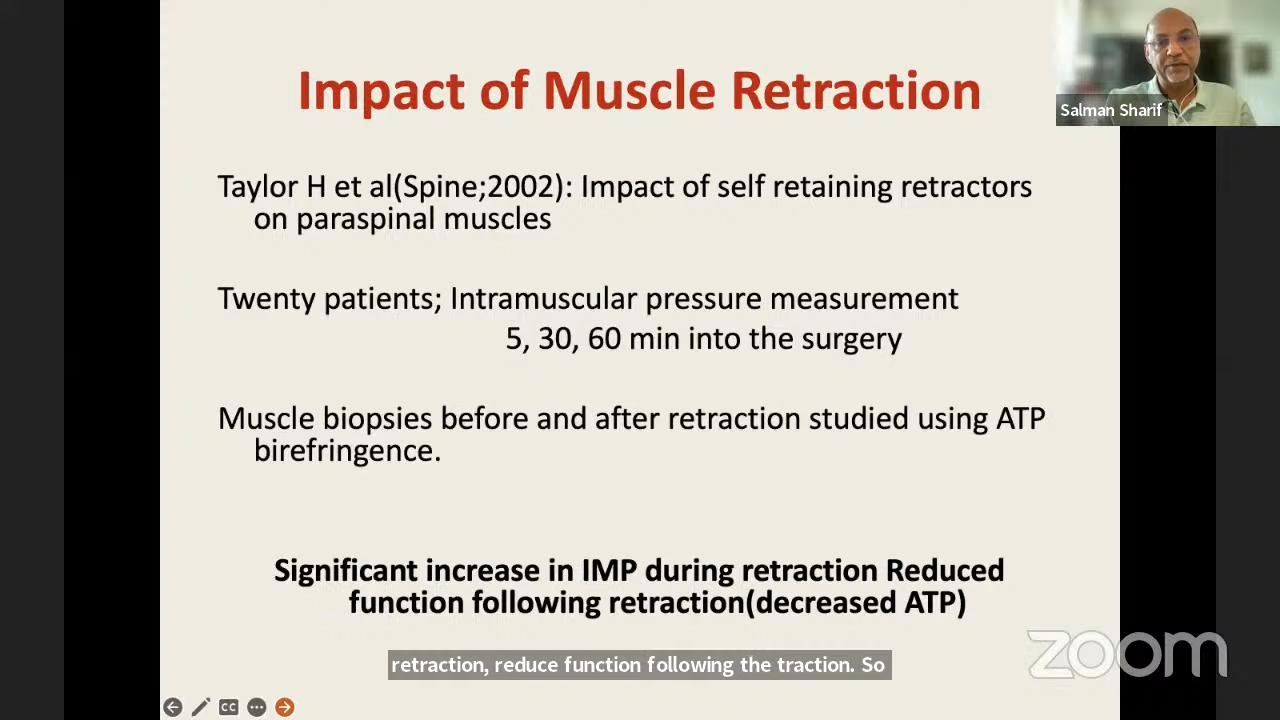 Impact of Muscle Retraction
Salman Sharif
Taylor H et al(Spine;2002): Impact of self retaining retractors
on paraspinal muscles
Twenty patients; Intramuscular pressure measurement
5, 30, 60 min into the surgery
Muscle biopsies before and after retraction studied using ATP
birefringence.
Significant increase in IMP during retraction Reduced
function following retraction(decreased ATP)
retraction, reduce function following the traction. So
zoom
CC